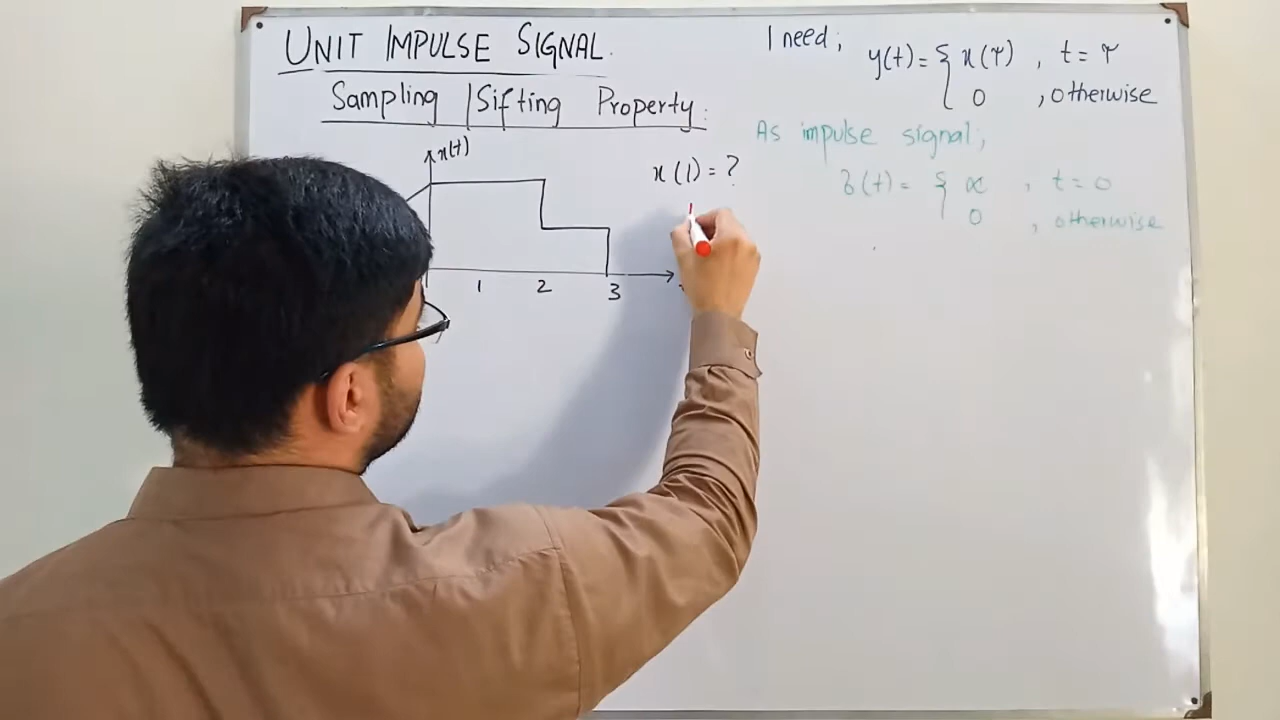 UNIT IMPULSE SIGNAL.
Sampling / Sifting Property:
x(t)
x(1) = ?
1 2 3
I need;
y(t) = { x(τ) , t = τ
0 , otherwise
As impulse signal;
δ(t) = { ∝ , t = 0
0 , otherwise